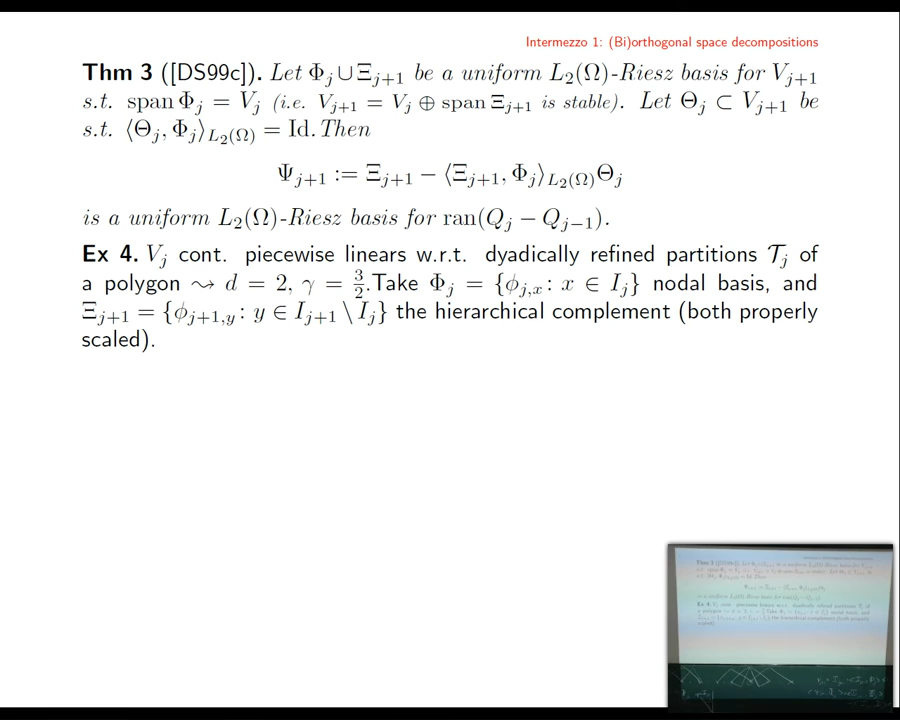 Intermezzo 1: (Bi)orthogonal space decompositions
Thm 3 ([DS99c]). Let Φ_j ∪ Ξ_{j+1} be a uniform L_2(Ω)-Riesz basis for V_{j+1}
s.t. span Φ_j = V_j (i.e. V_{j+1} = V_j ⊕ span Ξ_{j+1} is stable). Let Θ_j ⊂ V_{j+1} be
s.t. ⟨Θ_j, Φ_j⟩_{L_2(Ω)} = Id. Then
Ψ_{j+1} := Ξ_{j+1} − ⟨Ξ_{j+1}, Φ_j⟩_{L_2(Ω)}Θ_j
is a uniform L_2(Ω)-Riesz basis for ran(Q_j − Q_{j−1}).
Ex 4. V_j cont. piecewise linears w.r.t. dyadically refined partitions 𝒯_j of
a polygon ⤳ d = 2, γ = 3/2.Take Φ_j = {ϕ_{j,x} : x ∈ I_j} nodal basis, and
Ξ_{j+1} = {ϕ_{j+1,y} : y ∈ I_{j+1} \ I_j} the hierarchical complement (both properly
scaled).